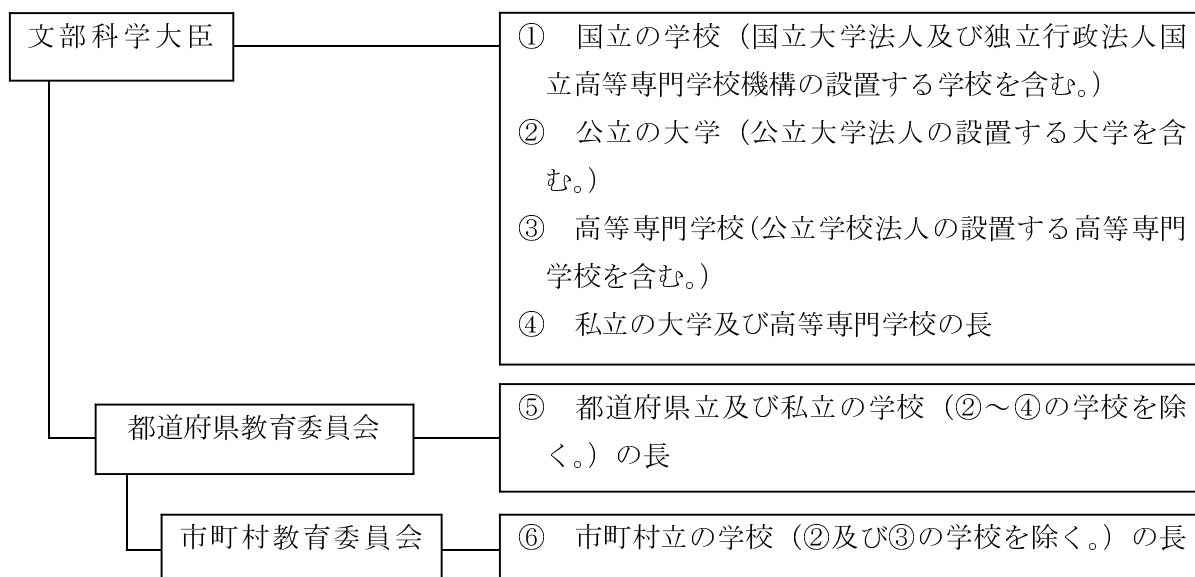 文部科学大臣
① 国立の学校（国立大学法人及び独立行政法人国
立高等専門学校機構の設置する学校を含む。）
② 公立の大学（公立大学法人の設置する大学を含
む。）
③ 高等専門学校（公立学校法人の設置する高等専門
学校を含む。）
④ 私立の大学及び高等専門学校の長
都道府県教育委員会
⑤ 都道府県立及び私立の学校（②～④の学校を除
く。）の長
市町村教育委員会
⑥ 市町村立の学校（②及び③の学校を除く。）の長